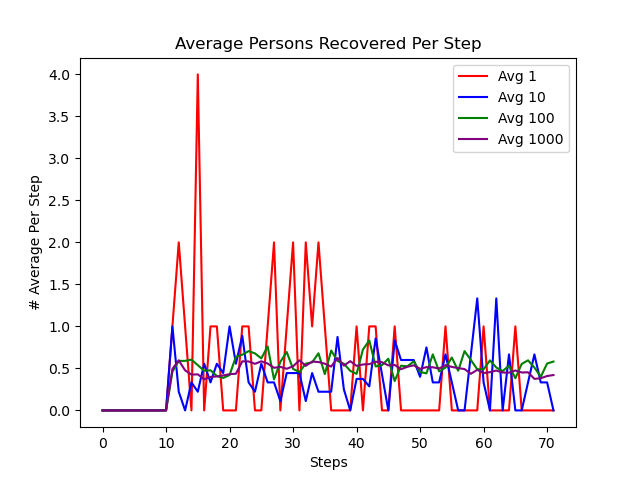 Average Persons Recovered Per Step
# Average Per Step
4.0
3.5
3.0
2.5
2.0
1.5
1.0
0.5
0.0
Avg 1
Avg 10
Avg 100
Avg 1000
0 10 20 30 40 50 60 70
Steps